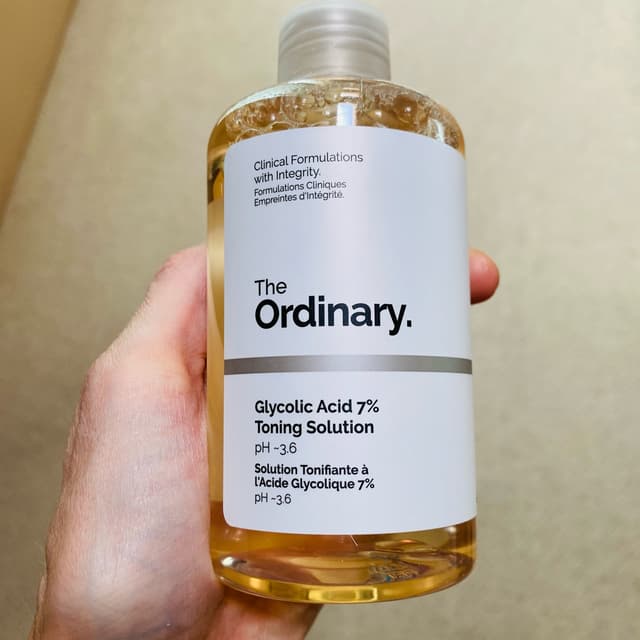 Clinical Formulations
with Integrity.
Formulations Cliniques
Empreintes d'Intégrité.
The
Ordinary.
Glycolic Acid 7%
Toning Solution
pH ~3.6
Solution Tonifiante à
l'Acide Glycolique 7%
pH ~3.6